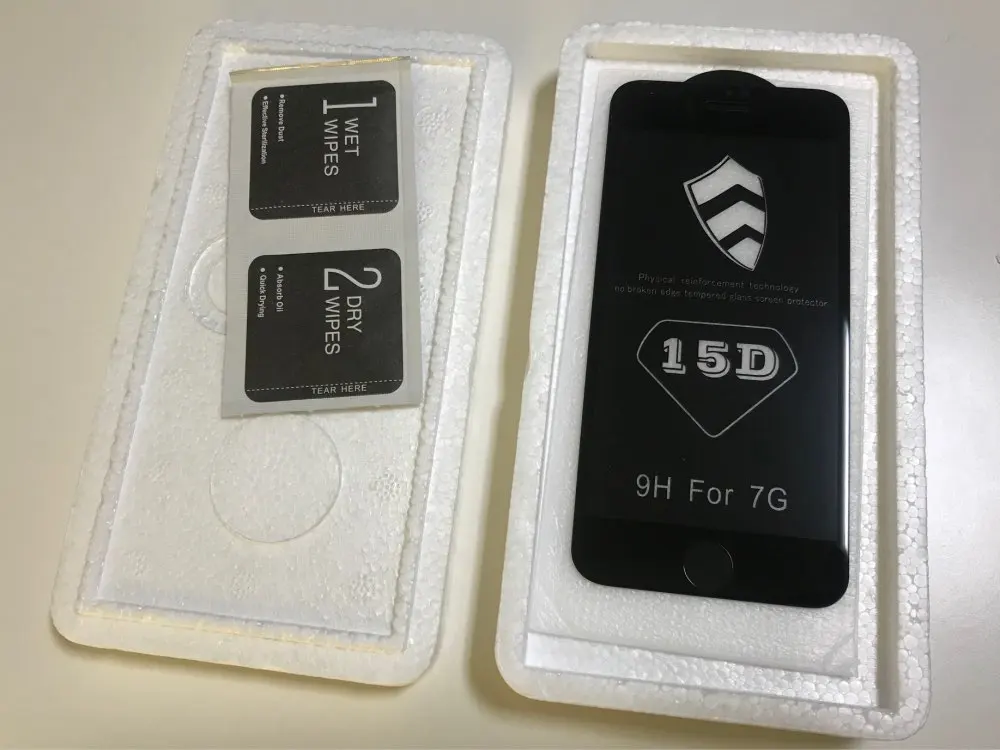 1 WET
WIPES
● Remove Dust
● Effective Sterilization
TEAR HERE
2 DRY
WIPES
● Absorb Oil
● Quick Drying
TEAR HERE
Physical reinforcement technology
no broken edge tempered glass screen protector
15D
9H For 7G